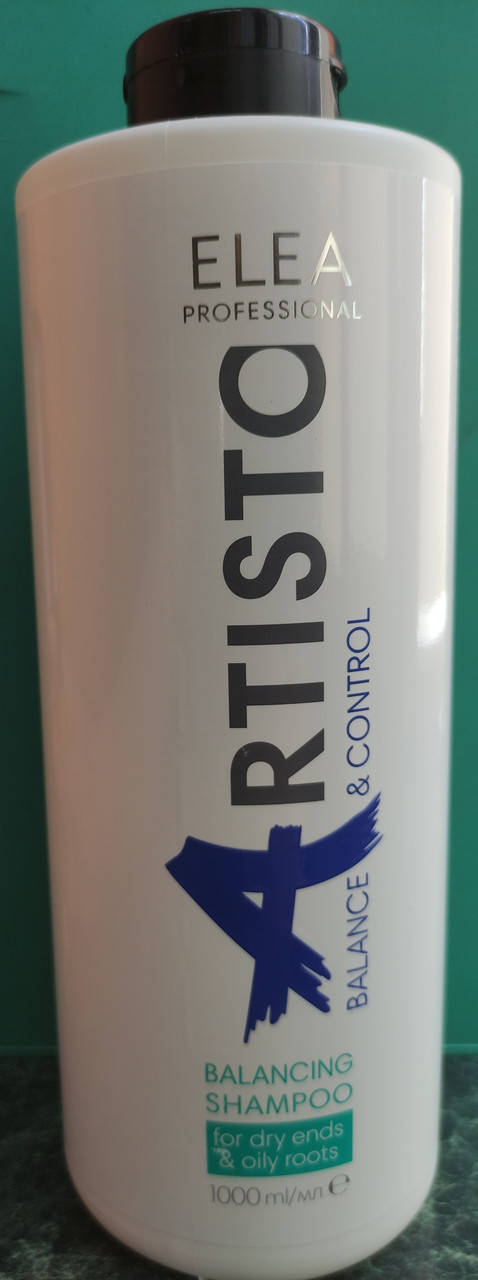 ELEA
PROFESSIONAL
ARTISTO
BALANCE & CONTROL
BALANCING
SHAMPOO
for dry ends
& oily roots
1000 ml/мл ℮